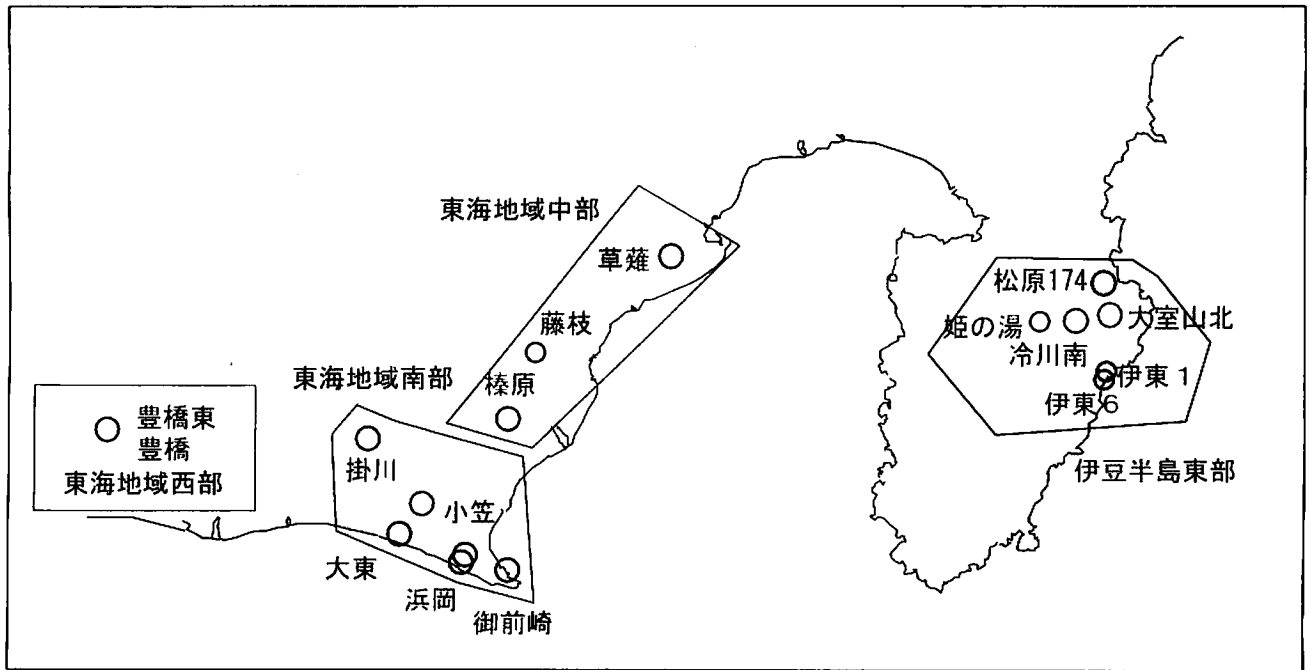 東海地域中部
草薙
藤枝
榛原
東海地域南部
掛川
小笠
大東
浜岡
御前崎
豊橋東
豊橋
東海地域西部
松原174
姫の湯
大室山北
冷川南
伊東1
伊東6
伊豆半島東部